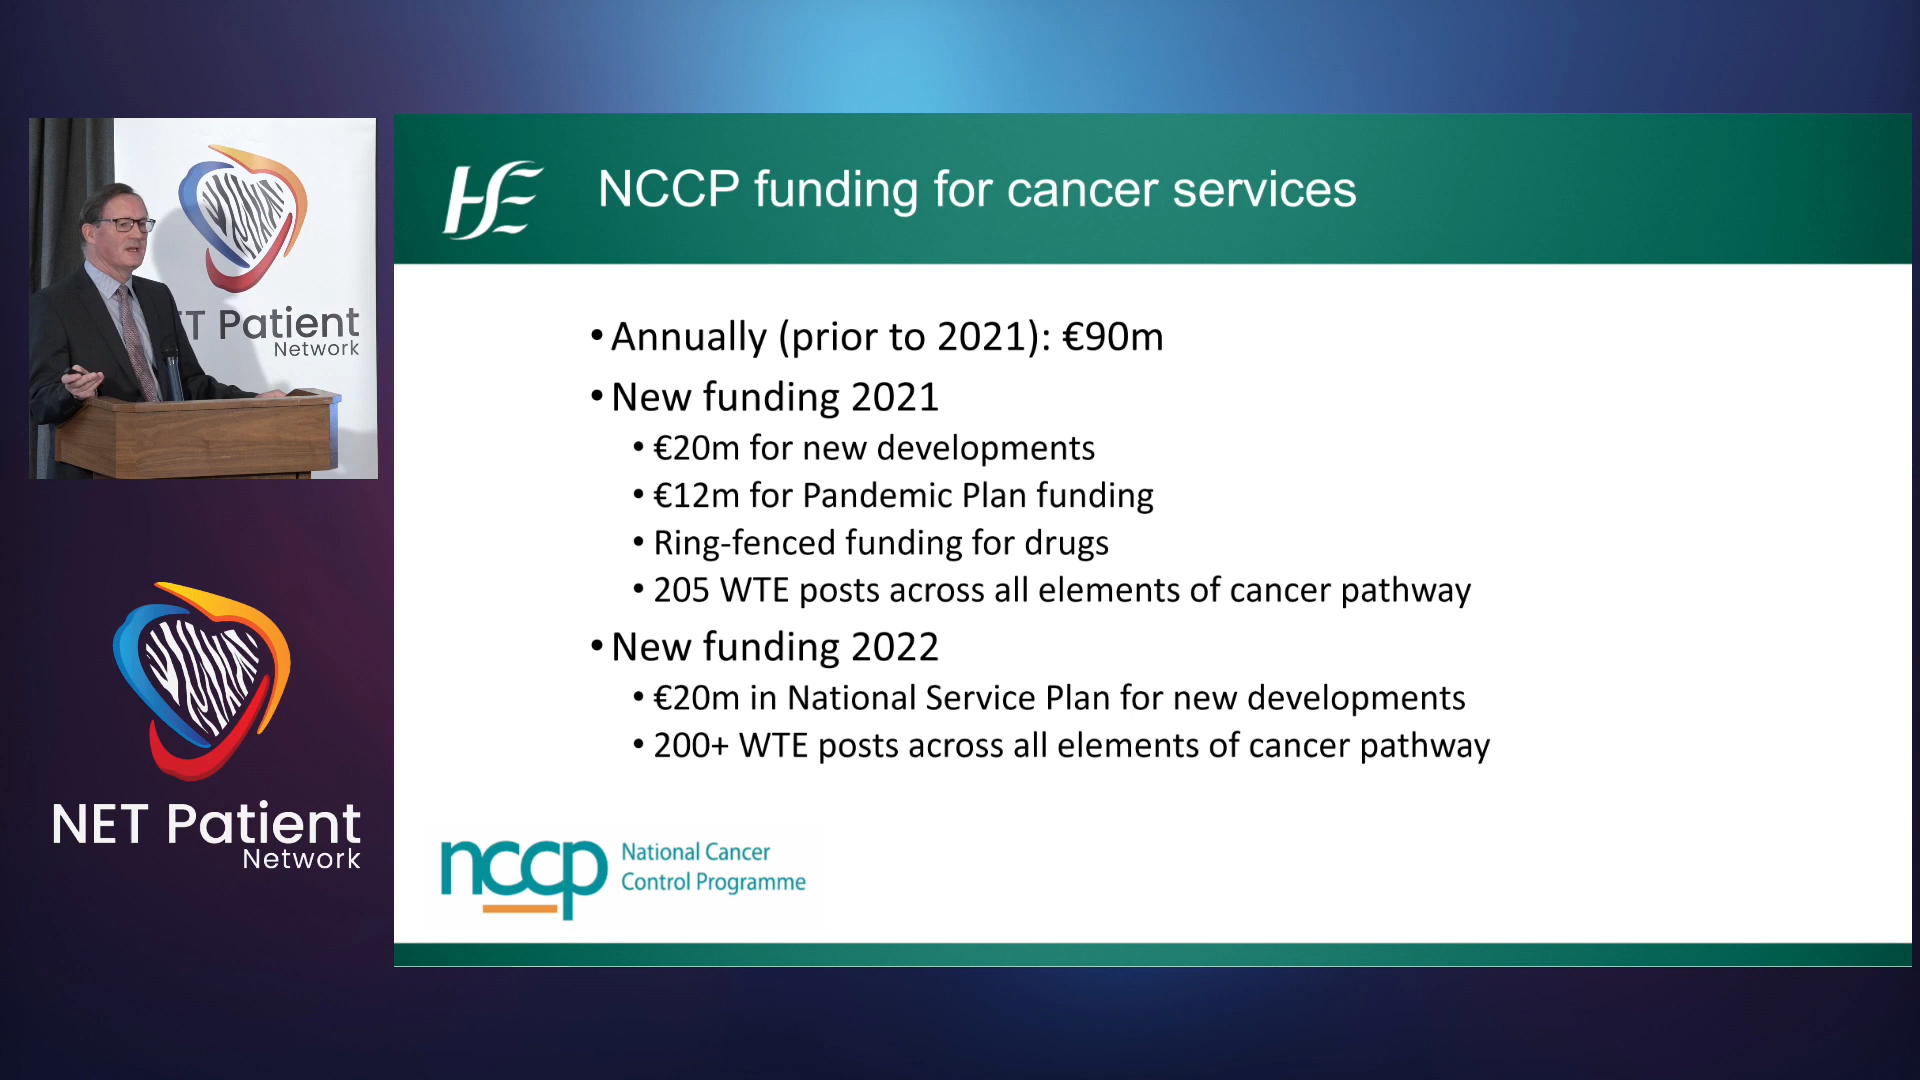 T Patient
Network
NET Patient
Network
HSE
NCCP funding for cancer services
• Annually (prior to 2021): €90m
• New funding 2021
• €20m for new developments
• €12m for Pandemic Plan funding
• Ring-fenced funding for drugs
• 205 WTE posts across all elements of cancer pathway
• New funding 2022
• €20m in National Service Plan for new developments
• 200+ WTE posts across all elements of cancer pathway
nccp
National Cancer
Control Programme